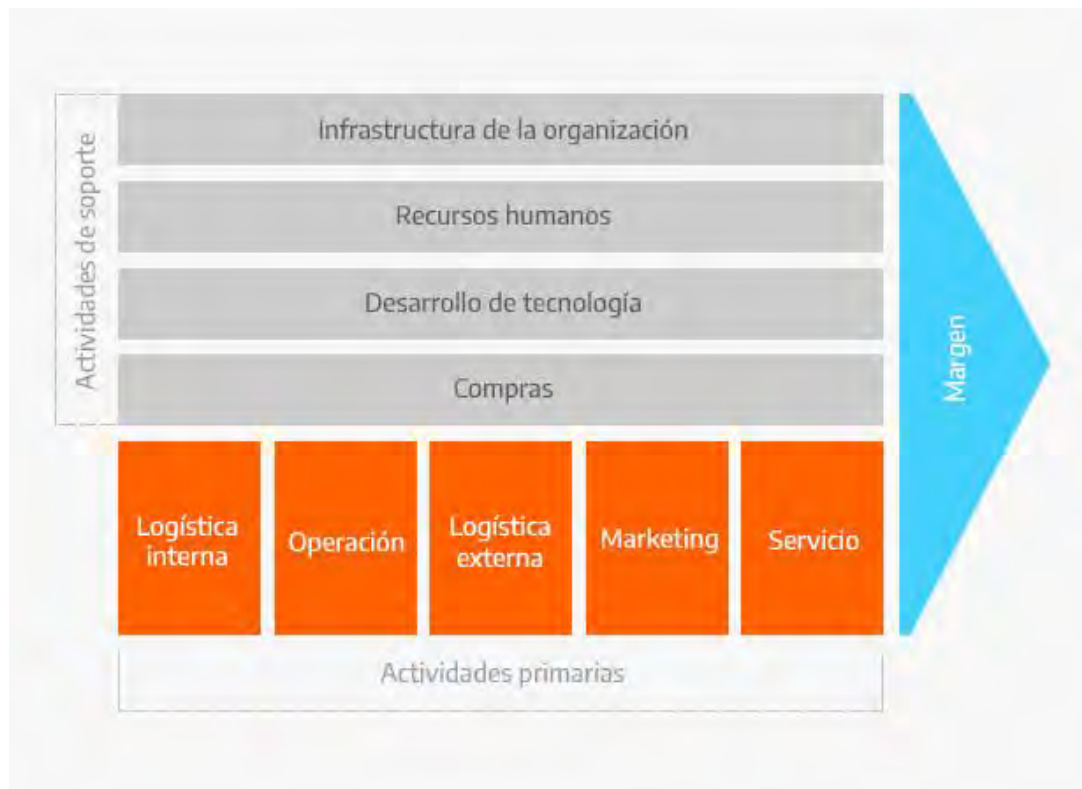 Actividades de soporte
Infrastructura de la organización
Recursos humanos
Desarrollo de tecnología
Compras
Logística
interna
Operación
Logística
externa
Marketing
Servicio
Margen
Actividades primarias